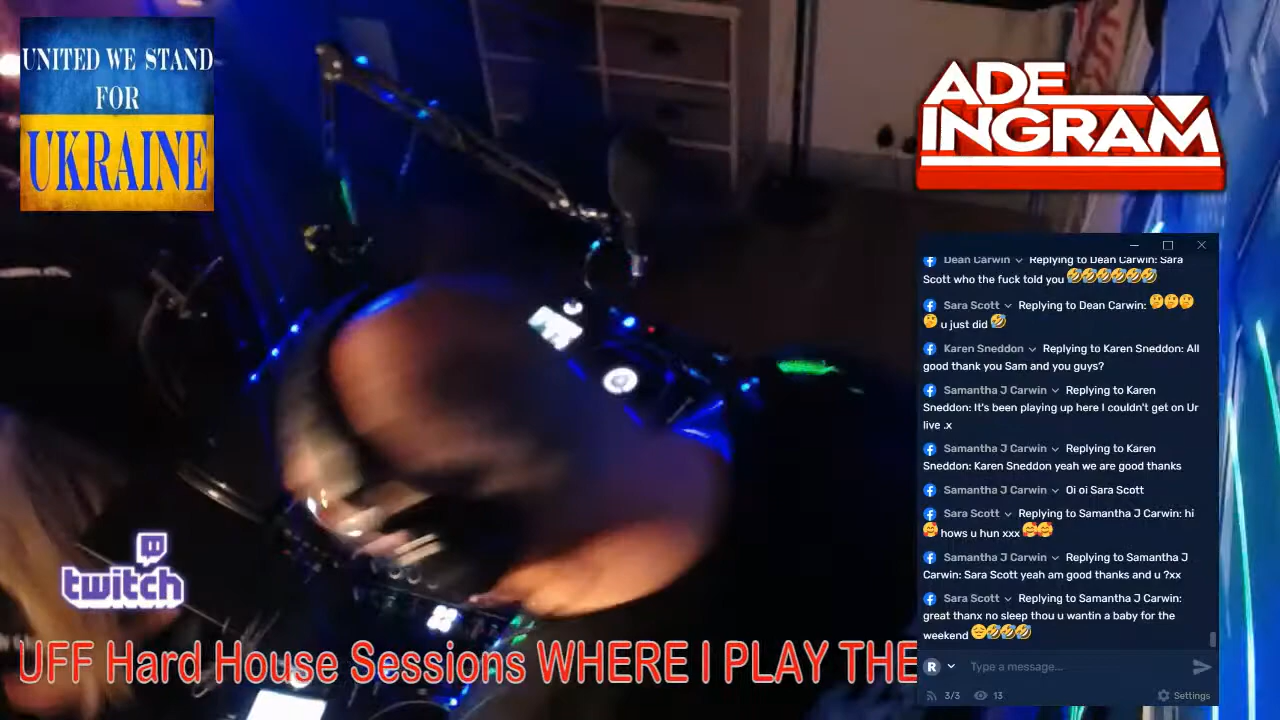 UNITED WE STAND
FOR
UKRAINE
ADE
INGRAM
Dean Carwin Replying to Dean Carwin: Sara
Scott who the fuck told you 🤣🤣🤣🤣🤣🤣
Sara Scott Replying to Dean Carwin: 🤔🤔🤔
🤔 u just did 🤣
Karen Sneddon Replying to Karen Sneddon: All
good thank you Sam and you guys?
Samantha J Carwin Replying to Karen
Sneddon: It's been playing up here I couldn't get on Ur
live .x
Samantha J Carwin Replying to Karen
Sneddon: Karen Sneddon yeah we are good thanks
Samantha J Carwin Oi oi Sara Scott
Sara Scott Replying to Samantha J Carwin: hi
🥰 hows u hun xxx 🥰🥰
Samantha J Carwin Replying to Samantha J
Carwin: Sara Scott yeah am good thanks and u ?xx
Sara Scott Replying to Samantha J Carwin:
great thanx no sleep thou u wantin a baby for the
weekend 😔🤣🤣🤣
R Type a message...
3/3 13 Settings
twitch
UFF Hard House Sessions WHERE I PLAY THE